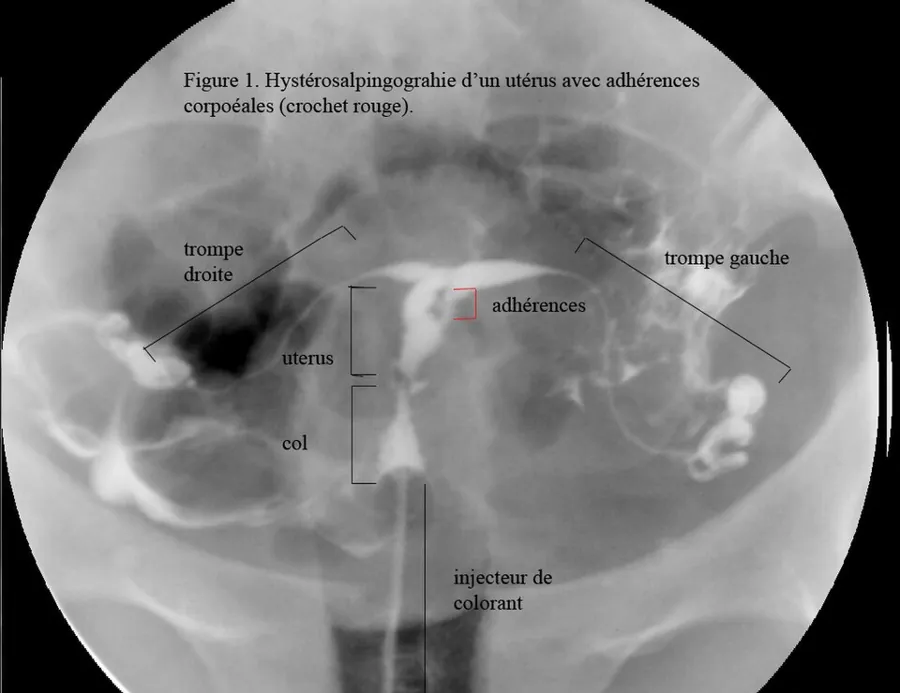 Figure 1. Hystérosalpingograhie d’un utérus avec adhérences
corpoéales (crochet rouge).
trompe
droite
trompe gauche
adhérences
uterus
col
injecteur de
colorant